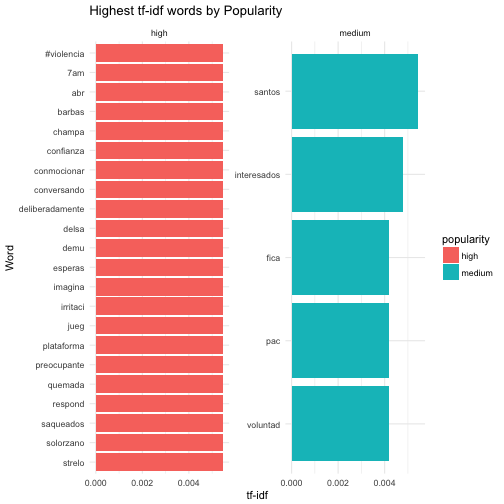 Highest tf-idf words by Popularity
high
medium
#violencia
7am
abr
barbas
champa
confianza
conmocionar
conversando
deliberadamente
delsa
demu
esperas
imagina
irritaci
jueg
plataforma
preocupante
quemada
respond
saqueados
solorzano
strelo
santos
interesados
fica
pac
voluntad
0.000 0.002 0.004
0.000 0.002 0.004
Word
tf-idf
popularity
high
medium